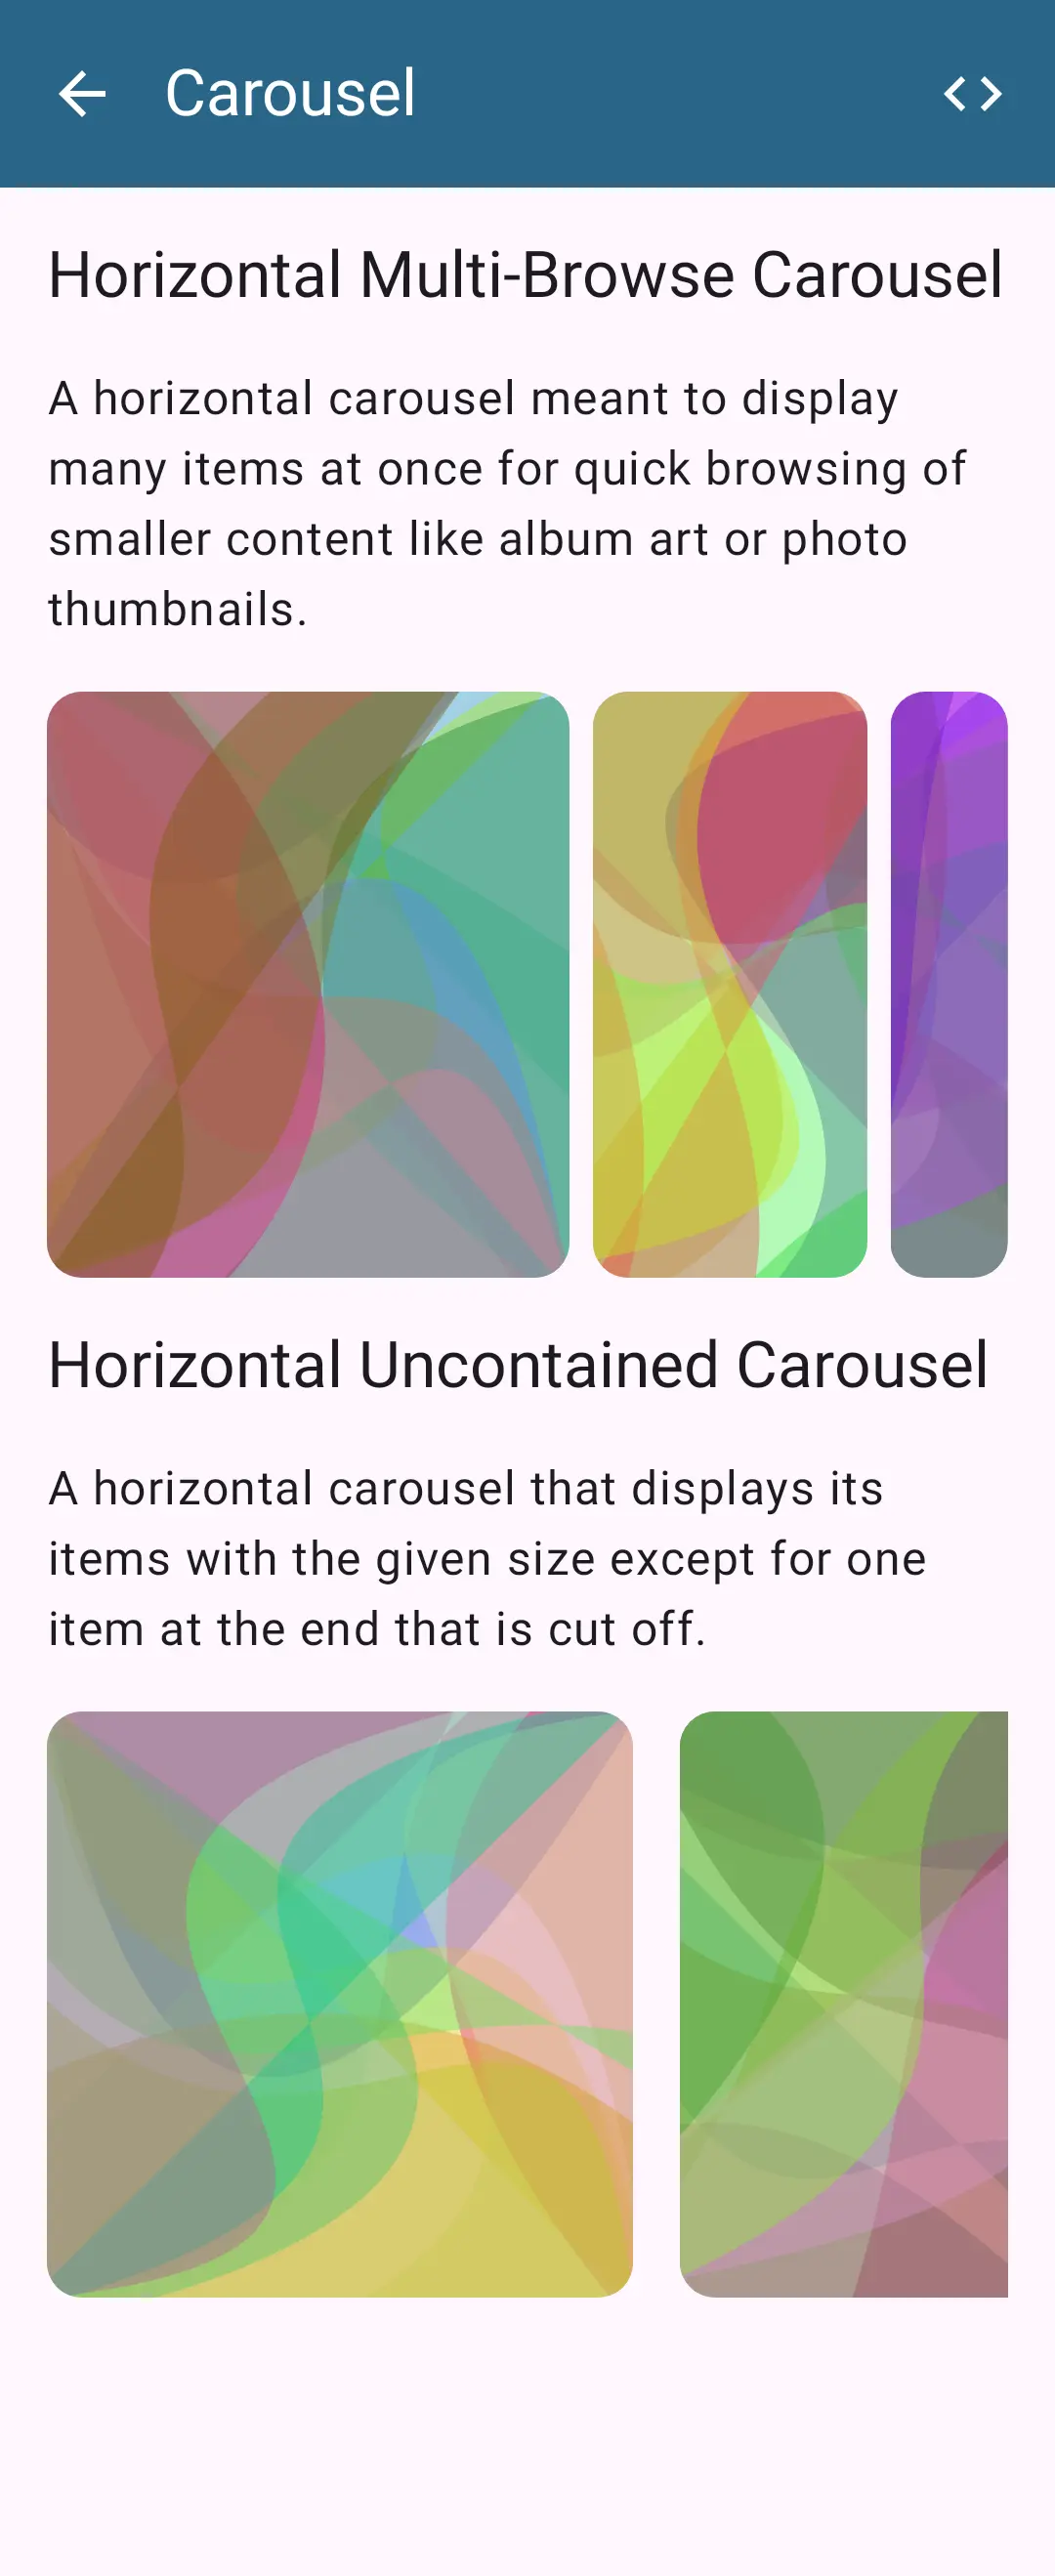 Carousel
Horizontal Multi-Browse Carousel
A horizontal carousel meant to display
many items at once for quick browsing of
smaller content like album art or photo
thumbnails.
Horizontal Uncontained Carousel
A horizontal carousel that displays its
items with the given size except for one
item at the end that is cut off.